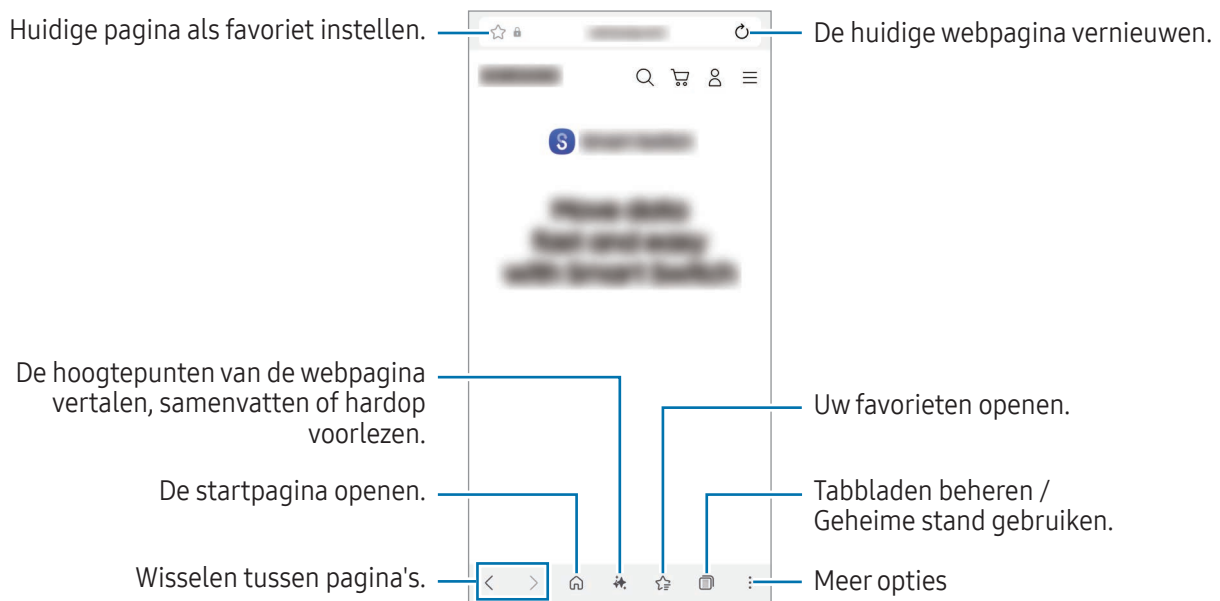 Huidige pagina als favoriet instellen.
De huidige webpagina vernieuwen.
S
De hoogtepunten van de webpagina
vertalen, samenvatten of hardop
voorlezen.
Uw favorieten openen.
De startpagina openen.
Tabbladen beheren /
Geheime stand gebruiken.
Wisselen tussen pagina's.
Meer opties